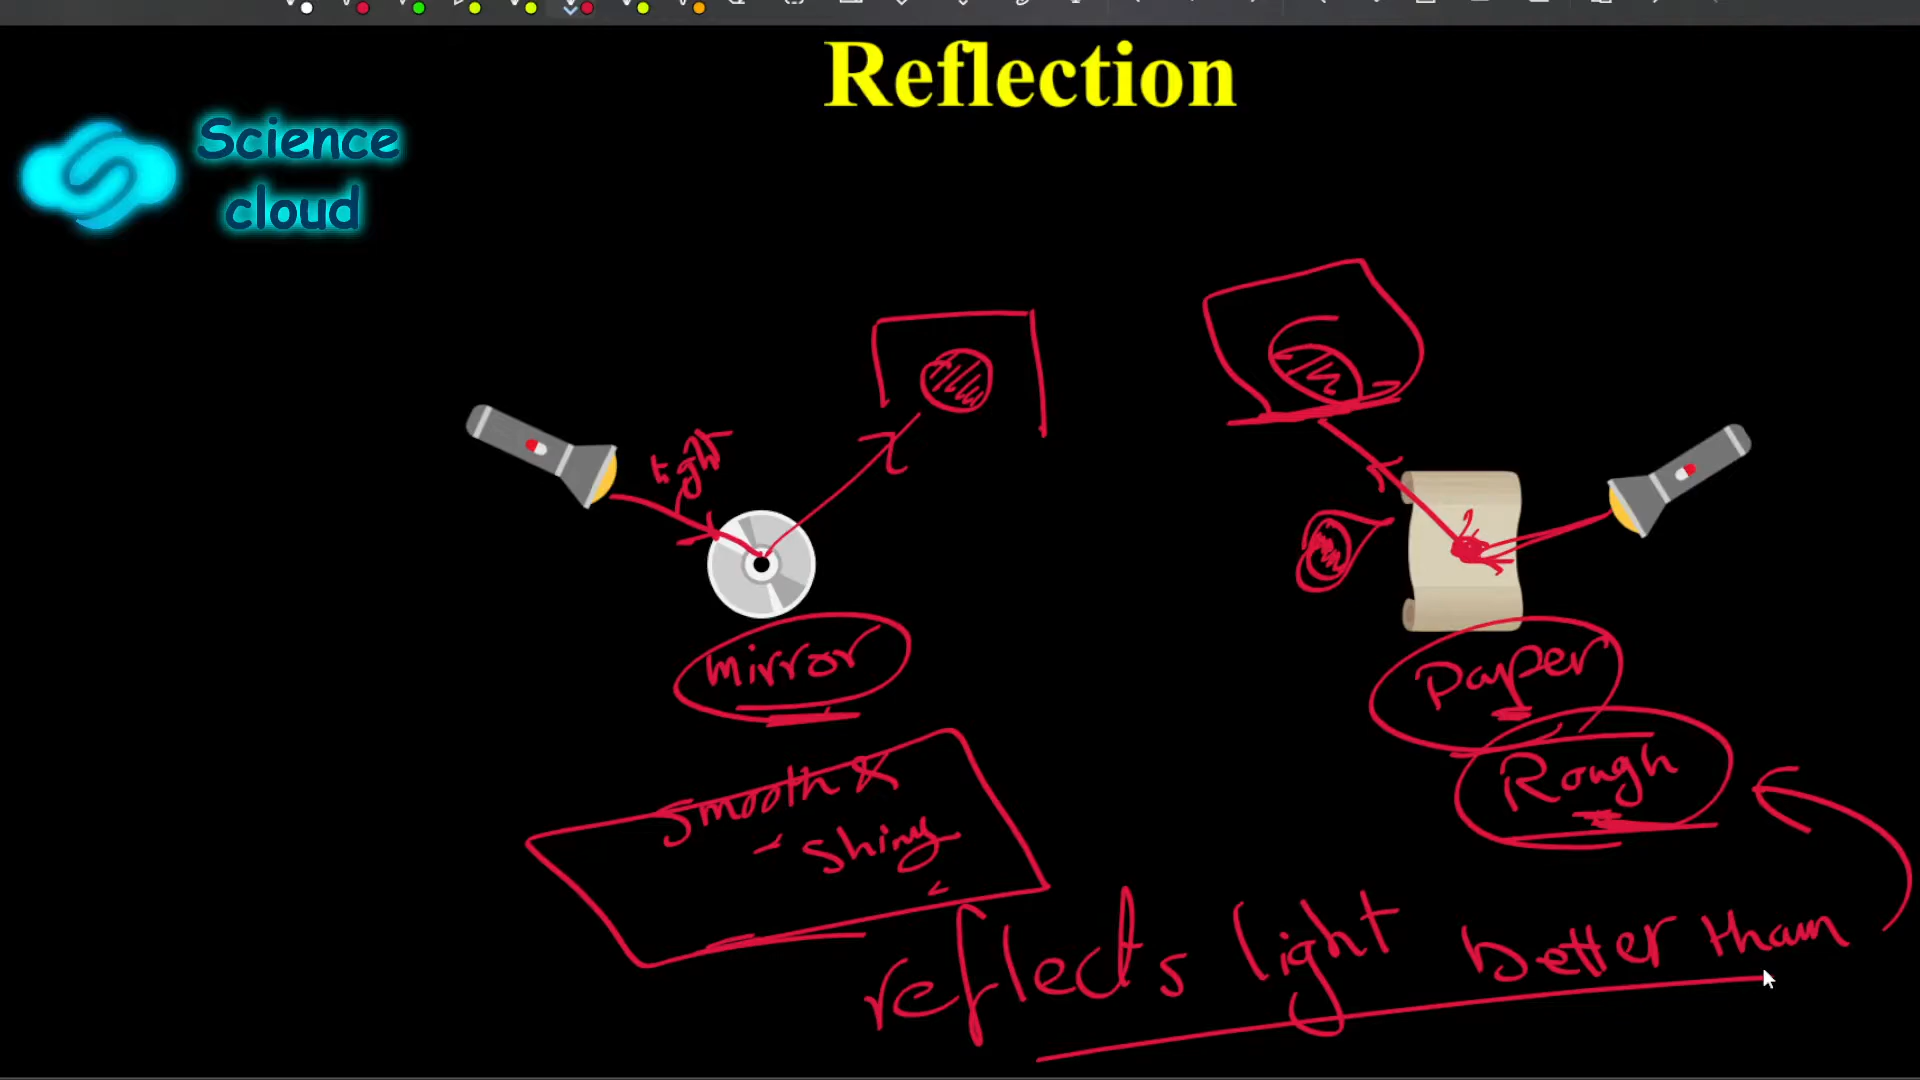 Reflection
Science
cloud
light
mirror
Paper
Smooth &
shiny
Rough
reflects light better than